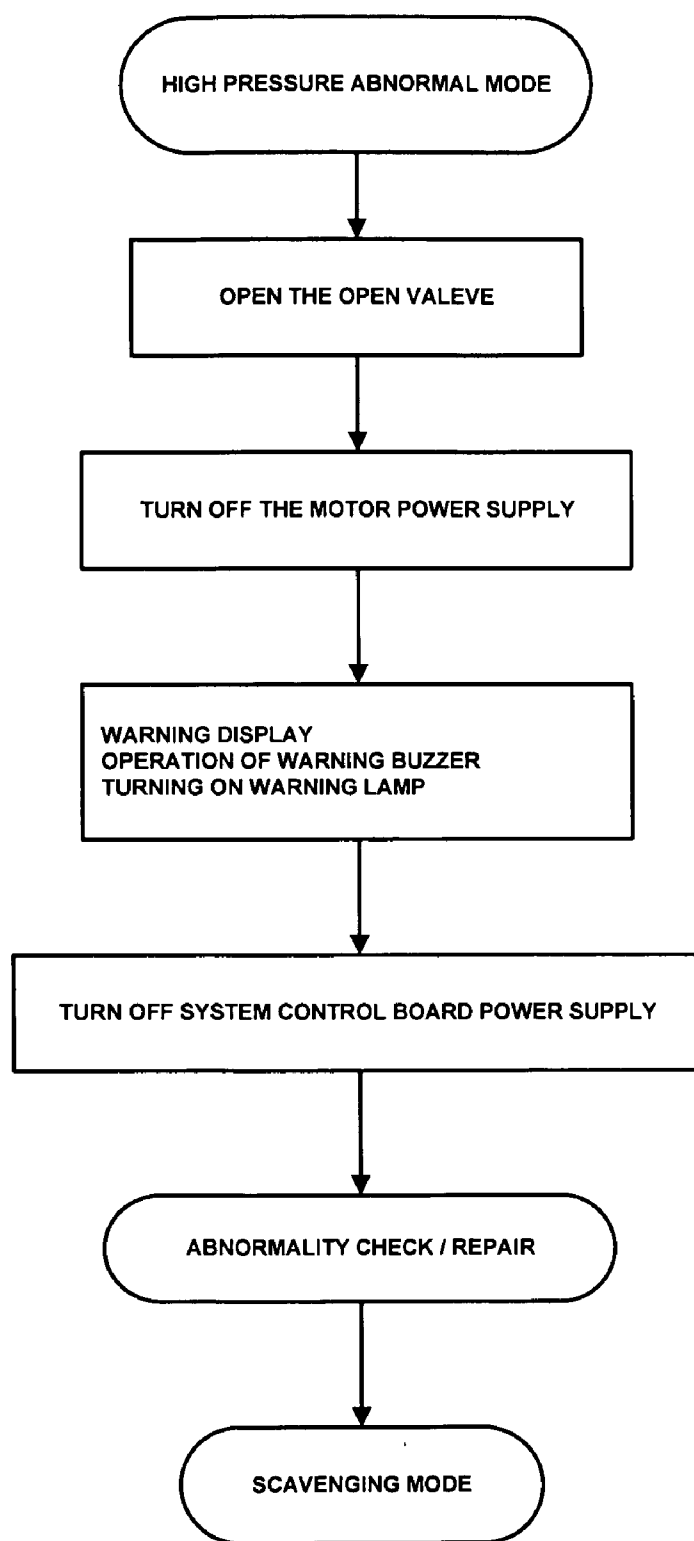 HIGH PRESSURE ABNORMAL MODE
OPEN THE OPEN VALEVE
TURN OFF THE MOTOR POWER SUPPLY
WARNING DISPLAY
OPERATION OF WARNING BUZZER
TURNING ON WARNING LAMP
TURN OFF SYSTEM CONTROL BOARD POWER SUPPLY
ABNORMALITY CHECK / REPAIR
SCAVENGING MODE